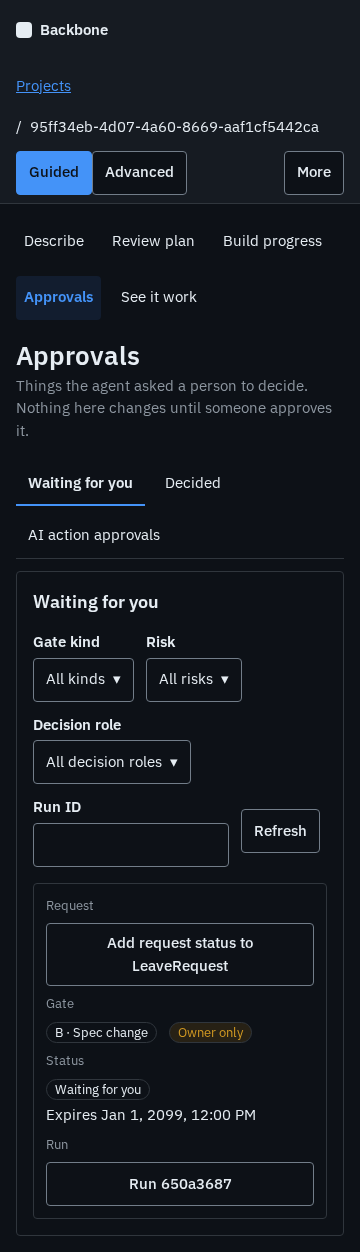 Backbone
Projects
/ 95ff34eb-4d07-4a60-8669-aaf1cf5442ca
Guided Advanced More
Describe Review plan Build progress
Approvals See it work
Approvals
Things the agent asked a person to decide.
Nothing here changes until someone approves
it.
Waiting for you Decided
AI action approvals
Waiting for you
Gate kind Risk
All kinds ▾ All risks ▾
Decision role
All decision roles ▾
Run ID
Refresh
Request
Add request status to
LeaveRequest
Gate
B · Spec change Owner only
Status
Waiting for you
Expires Jan 1, 2099, 12:00 PM
Run
Run 650a3687